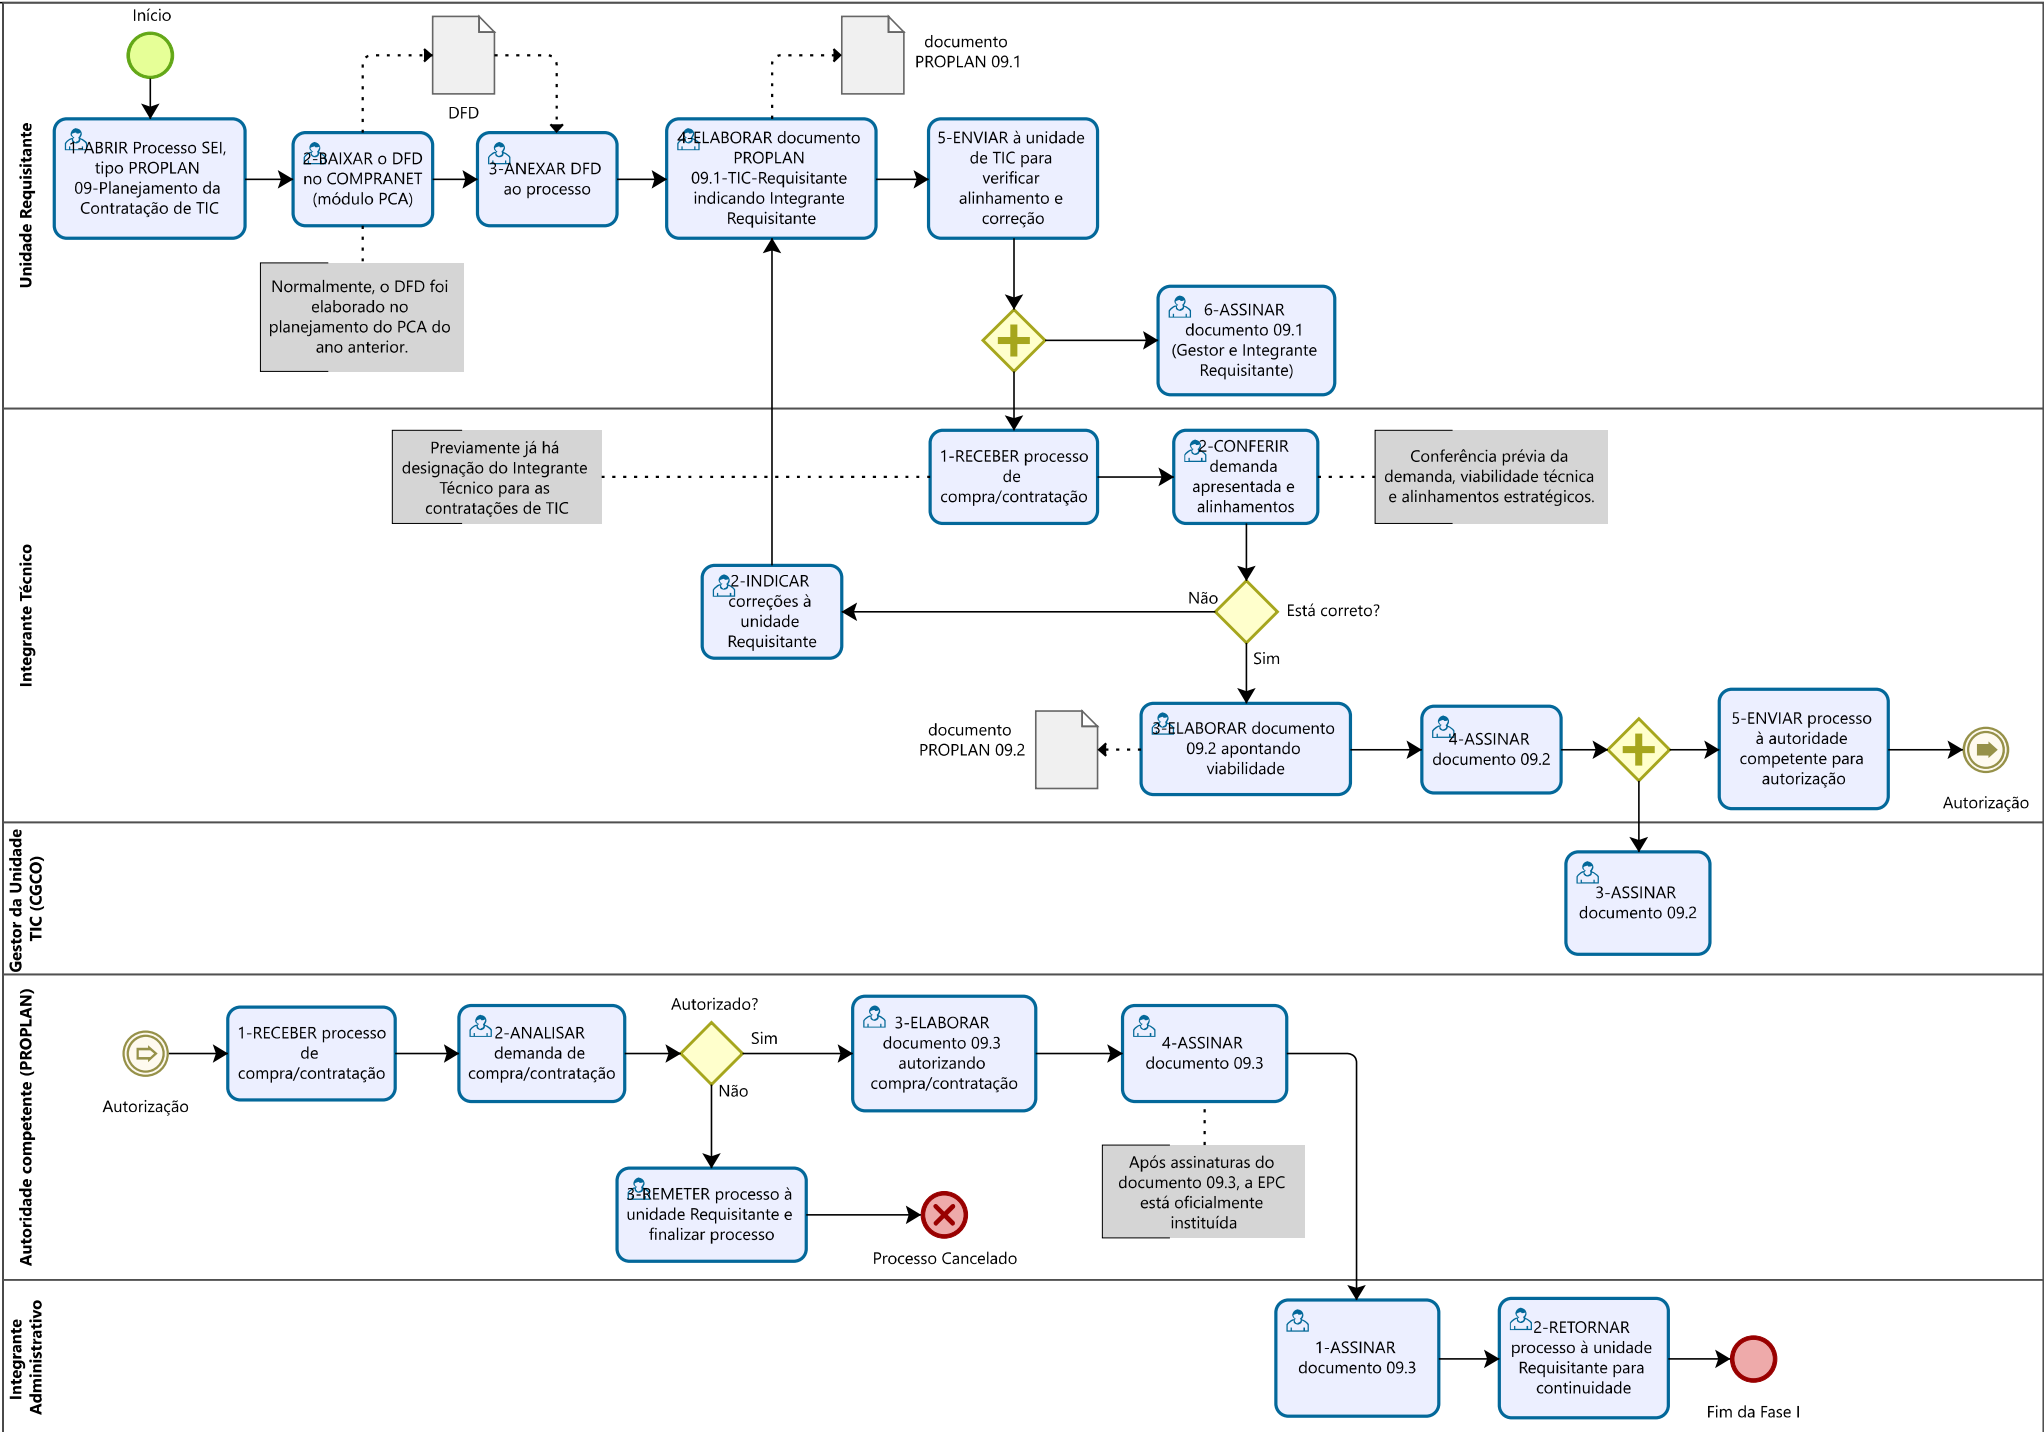 Início
Unidade Requisitante
1-ABRIR Processo SEI,
tipo PROPLAN
09-Planejamento da
Contratação de TIC
2-BAIXAR o DFD
no COMPRANET
(módulo PCA)
DFD
3-ANEXAR DFD
ao processo
4-ELABORAR documento
PROPLAN
09.1-TIC-Requisitante
indicando Integrante
Requisitante
documento
PROPLAN 09.1
5-ENVIAR à unidade
de TIC para
verificar
alinhamento e
correção
Normalmente, o DFD foi
elaborado no
planejamento do PCA do
ano anterior.
6-ASSINAR
documento 09.1
(Gestor e Integrante
Requisitante)
Integrante Técnico
Previamente já há
designação do Integrante
Técnico para as
contratações de TIC
1-RECEBER processo
de
compra/contratação
2-CONFERIR
demanda
apresentada e
alinhamentos
Conferência prévia da
demanda, viabilidade técnica
e alinhamentos estratégicos.
2-INDICAR
correções à
unidade
Requisitante
Não
Está correto?
Sim
documento
PROPLAN 09.2
3-ELABORAR documento
09.2 apontando
viabilidade
4-ASSINAR
documento 09.2
5-ENVIAR processo
à autoridade
competente para
autorização
Autorização
Gestor da Unidade
TIC (CGCO)
3-ASSINAR
documento 09.2
Autoridade competente (PROPLAN)
Autorização
1-RECEBER processo
de
compra/contratação
2-ANALISAR
demanda de
compra/contratação
Autorizado?
Sim
Não
3-ELABORAR
documento 09.3
autorizando
compra/contratação
4-ASSINAR
documento 09.3
Após assinaturas do
documento 09.3, a EPC
está oficialmente
instituída
3-REMETER processo à
unidade Requisitante e
finalizar processo
Processo Cancelado
Integrante
Administrativo
1-ASSINAR
documento 09.3
2-RETORNAR
processo à unidade
Requisitante para
continuidade
Fim da Fase I